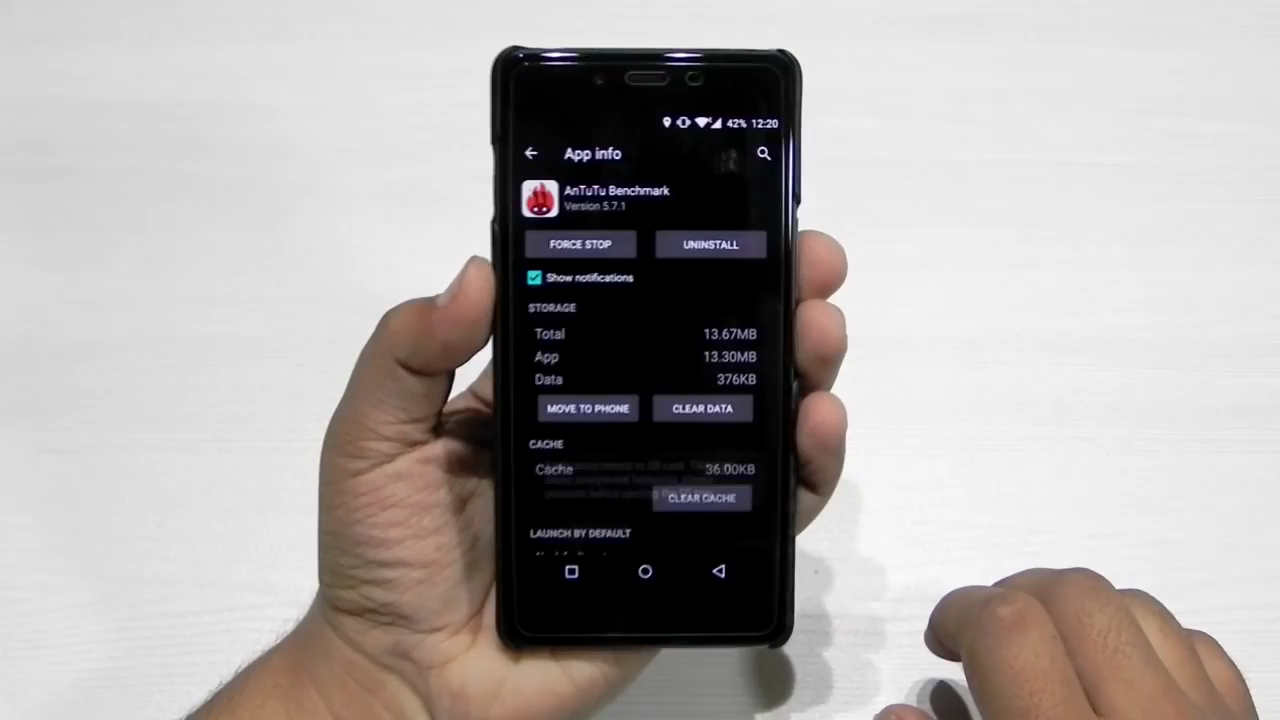 42% 12:20
App info
AnTuTu Benchmark
Version 5.7.1
FORCE STOP UNINSTALL
Show notifications
STORAGE
Total 13.67MB
App 13.30MB
Data 376KB
MOVE TO PHONE CLEAR DATA
CACHE
Cache 36.00KB
CLEAR CACHE
LAUNCH BY DEFAULT